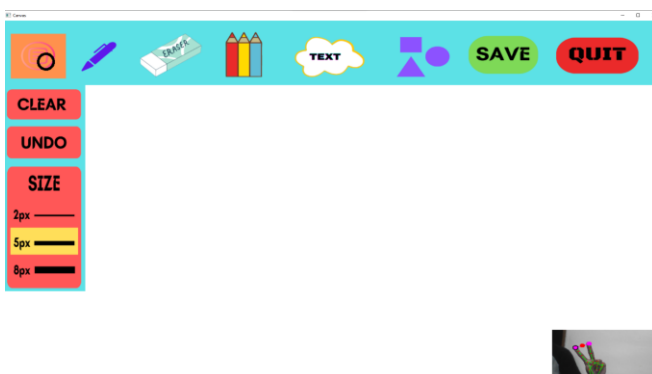 Canvas
ERASER
TEXT
SAVE
QUIT
CLEAR
UNDO
SIZE
2px
5px
8px